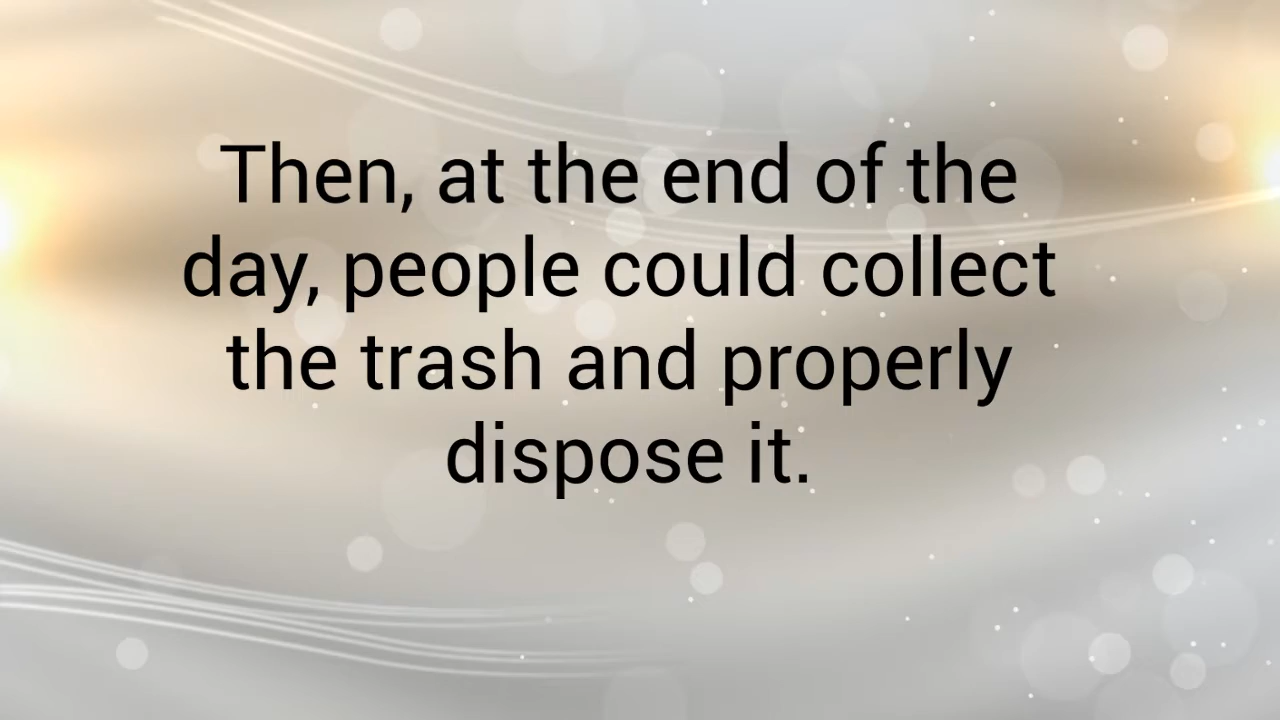 Then, at the end of the
day, people could collect
the trash and properly
dispose it.